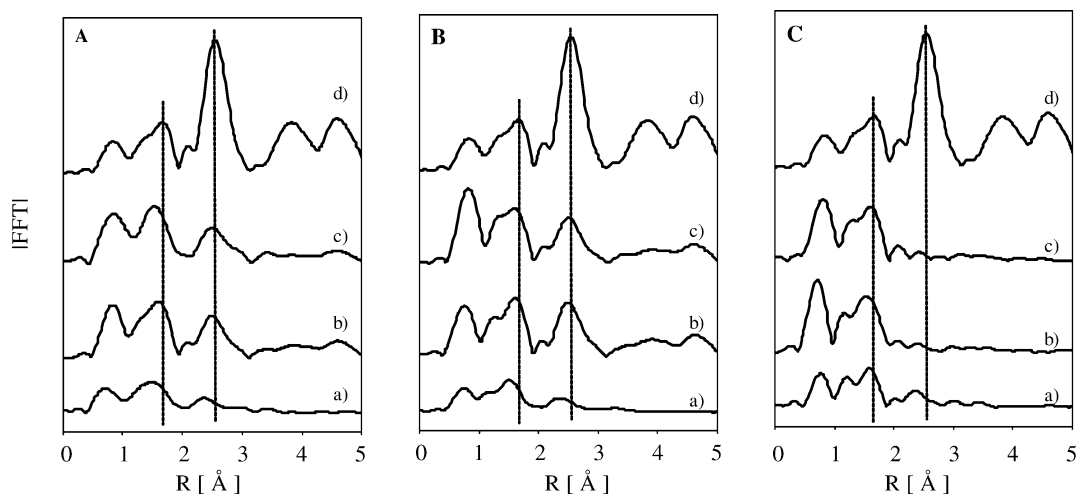 A
B
C
d)
d)
d)
|FFT|
c)
c)
c)
b)
b)
b)
a)
a)
a)
0 1 2 3 4 5
0 1 2 3 4 5
0 1 2 3 4 5
R [ Å ]
R [ Å ]
R [ Å ]